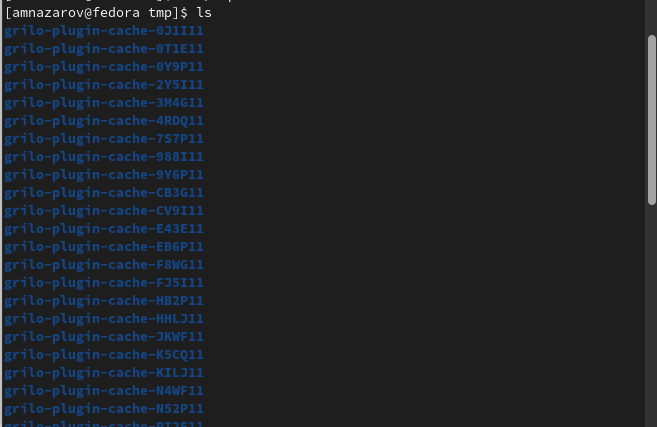 [amnazarov@fedora tmp]$ ls
grilo-plugin-cache-0J1I11
grilo-plugin-cache-0T1E11
grilo-plugin-cache-0Y9P11
grilo-plugin-cache-2Y5I11
grilo-plugin-cache-3M4G11
grilo-plugin-cache-4RDQ11
grilo-plugin-cache-7S7P11
grilo-plugin-cache-988I11
grilo-plugin-cache-9Y6P11
grilo-plugin-cache-CB3G11
grilo-plugin-cache-CV9I11
grilo-plugin-cache-E43E11
grilo-plugin-cache-EB6P11
grilo-plugin-cache-F8WG11
grilo-plugin-cache-FJ5I11
grilo-plugin-cache-HB2P11
grilo-plugin-cache-HHLJ11
grilo-plugin-cache-JKWF11
grilo-plugin-cache-K5CQ11
grilo-plugin-cache-KILJ11
grilo-plugin-cache-N4WF11
grilo-plugin-cache-N52P11